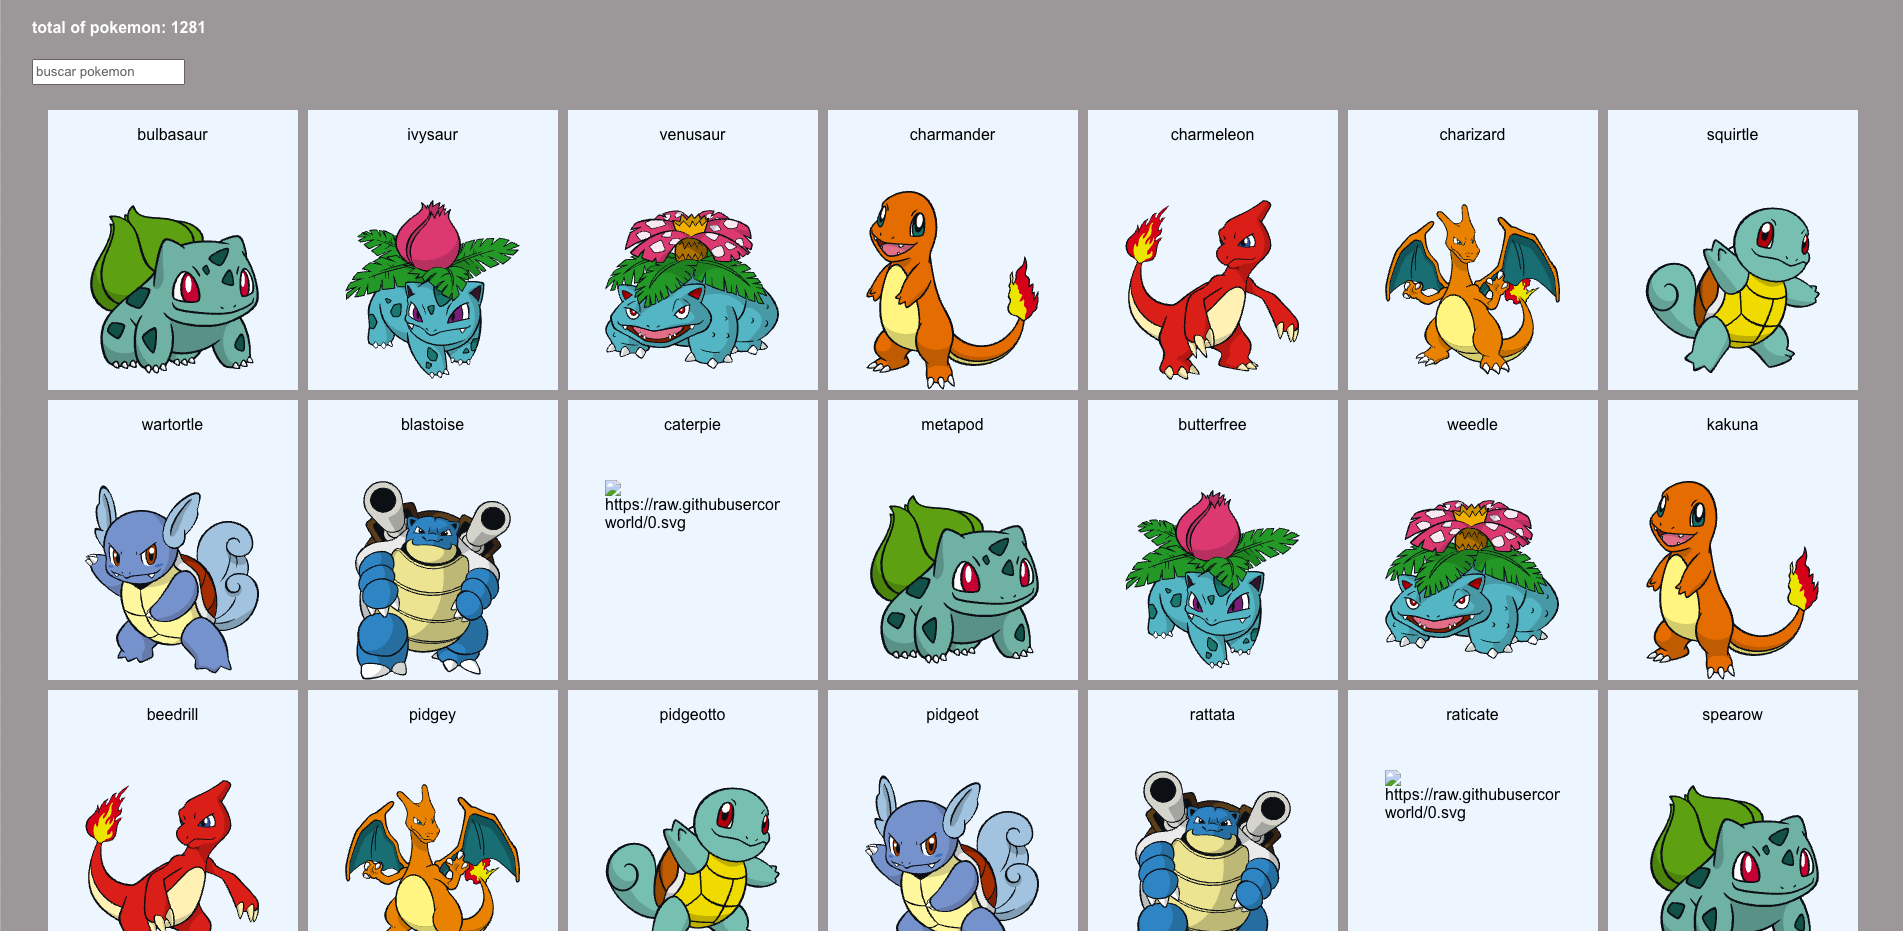 total of pokemon: 1281
buscar pokemon
bulbasaur
ivysaur
venusaur
charmander
charmeleon
charizard
squirtle
wartortle
blastoise
caterpie
metapod
butterfree
weedle
kakuna
https://raw.githubusercor
world/0.svg
beedrill
pidgey
pidgeotto
pidgeot
rattata
raticate
spearow
https://raw.githubusercor
world/0.svg